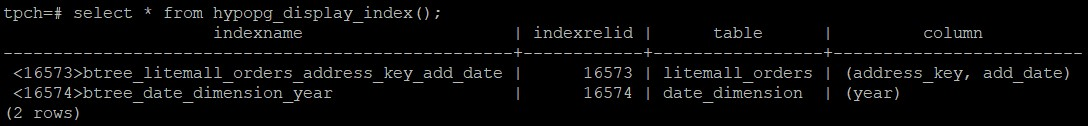 tpch=# select * from hypopg_display_index();
indexname | indexrelid | table | column
--------------------------------------------------+------------+-----------------+-------------------------
<16573>btree_litemall_orders_address_key_add_date | 16573 | litemall_orders | (address_key, add_date)
<16574>btree_date_dimension_year | 16574 | date_dimension | (year)
(2 rows)